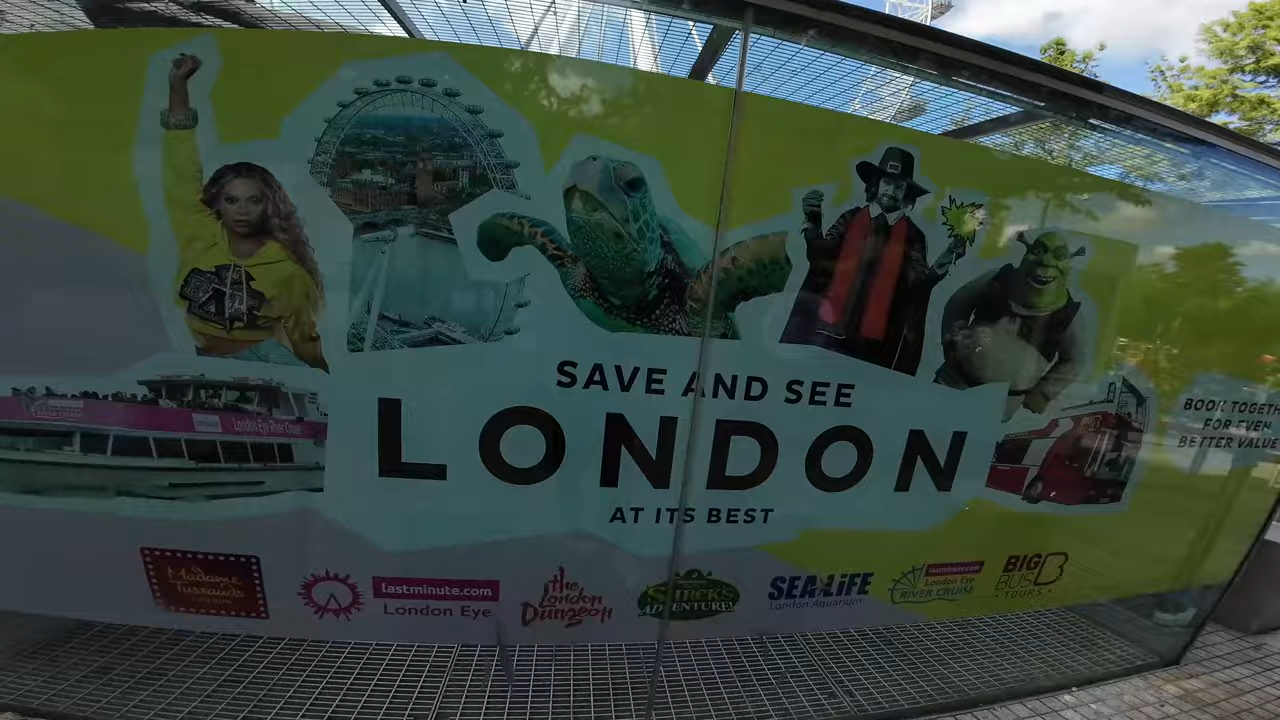 SAVE AND SEE
LONDON
AT ITS BEST
BOOK TOGETH
FOR EVEN
BETTER VALUE
London Eye River Cruise
Madame
Tussauds
LONDON
lastminute.com
London Eye
the
London
Dungeon
SHREK'S
ADVENTURE!
SEA LIFE
London Aquarium
lastminute.com
London Eye
RIVER CRUISE
BIG
BUS
TOURS